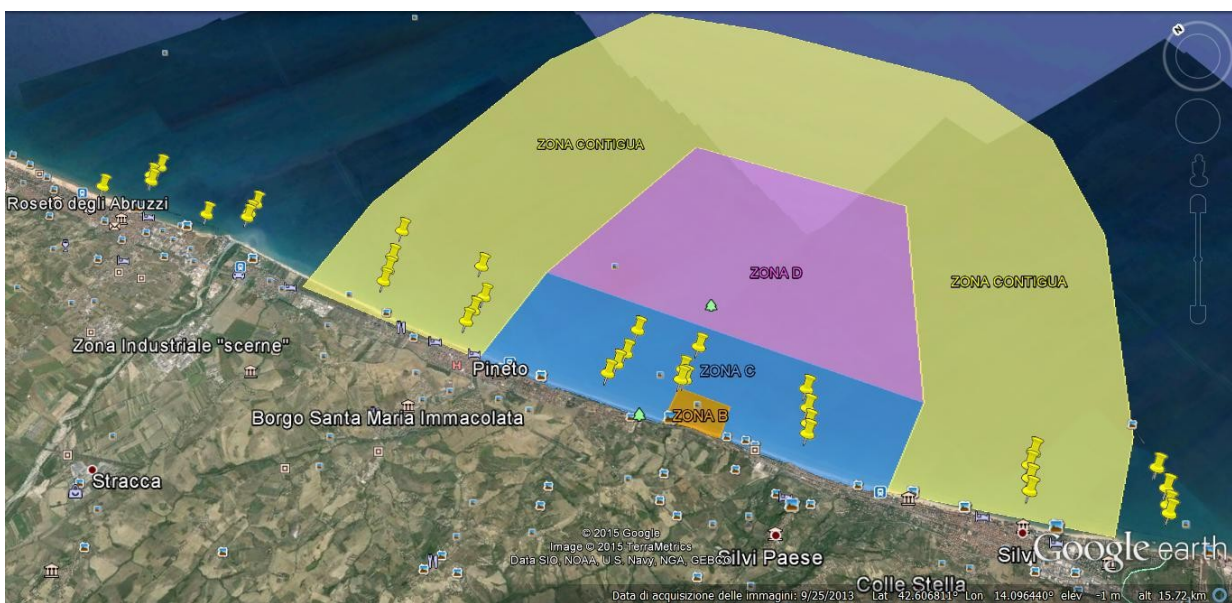 N
ZONA CONTIGUA
Roseto degli Abruzzi
ZONA D
ZONA CONTIGUA
Zona Industriale "scerne"
Pineto
ZONA C
H
Borgo Santa Maria Immacolata
ZONA B
Stracca
© 2015 Google
Image © 2015 TerraMetrics
Data SIO, NOAA, U.S. Navy, NGA, GEBCO
Silvi Paese
Silvi
Google earth
Colle Stella
Data di acquisizione delle immagini: 9/25/2013 Lat 42.606811° Lon 14.096440° elev -1 m alt 15.72 km